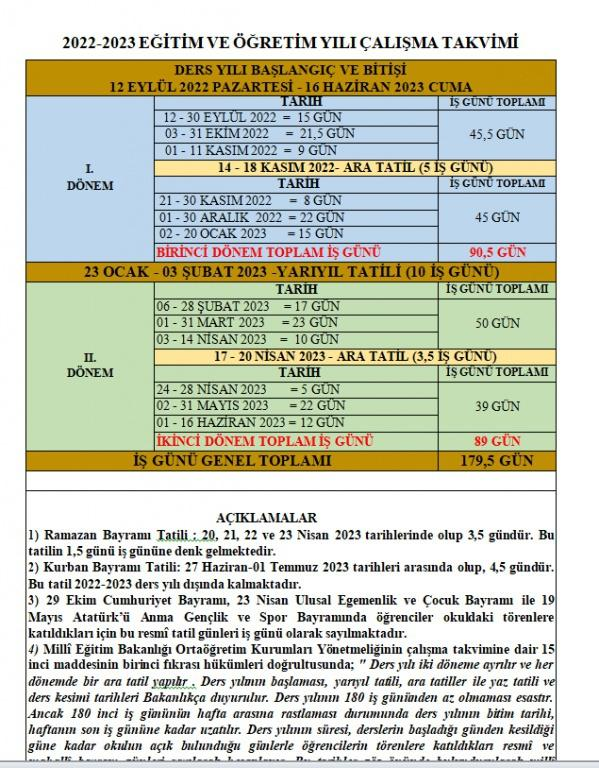 2022-2023 EĞİTİM VE ÖĞRETİM YILI ÇALIŞMA TAKVİMİ
DERS YILI BAŞLANGIÇ VE BİTİŞİ
12 EYLÜL 2022 PAZARTESİ - 16 HAZİRAN 2023 CUMA
I. DÖNEM
TARİH İŞ GÜNÜ TOPLAMI
12 - 30 EYLÜL 2022 = 15 GÜN
03 - 31 EKİM 2022 = 21,5 GÜN
01 - 11 KASIM 2022 = 9 GÜN
45,5 GÜN
14 - 18 KASIM 2022- ARA TATİL (5 İŞ GÜNÜ)
TARİH İŞ GÜNÜ TOPLAMI
21 - 30 KASIM 2022 = 8 GÜN
01 - 30 ARALIK 2022 = 22 GÜN
02 - 20 OCAK 2023 = 15 GÜN
45 GÜN
BİRİNCİ DÖNEM TOPLAM İŞ GÜNÜ 90,5 GÜN
23 OCAK - 03 ŞUBAT 2023 -YARIYIL TATİLİ (10 İŞ GÜNÜ)
II. DÖNEM
TARİH İŞ GÜNÜ TOPLAMI
06 - 28 ŞUBAT 2023 = 17 GÜN
01 - 31 MART 2023 = 23 GÜN
03 - 14 NİSAN 2023 = 10 GÜN
50 GÜN
17 - 20 NİSAN 2023 - ARA TATİL (3,5 İŞ GÜNÜ)
TARİH İŞ GÜNÜ TOPLAMI
24 - 28 NİSAN 2023 = 5 GÜN
02 - 31 MAYIS 2023 = 22 GÜN
01 - 16 HAZİRAN 2023 = 12 GÜN
39 GÜN
İKİNCİ DÖNEM TOPLAM İŞ GÜNÜ 89 GÜN
İŞ GÜNÜ GENEL TOPLAMI 179,5 GÜN
AÇIKLAMALAR
1) Ramazan Bayramı Tatili : 20, 21, 22 ve 23 Nisan 2023 tarihlerinde olup 3,5 gündür. Bu
tatilin 1,5 günü iş gününe denk gelmektedir.
2) Kurban Bayramı Tatili: 27 Haziran-01 Temmuz 2023 tarihleri arasında olup, 4,5 gündür.
Bu tatil 2022-2023 ders yılı dışında kalmaktadır.
3) 29 Ekim Cumhuriyet Bayramı, 23 Nisan Ulusal Egemenlik ve Çocuk Bayramı ile 19
Mayıs Atatürk'ü Anma Gençlik ve Spor Bayramında öğrenciler okuldaki törenlere
katıldıkları için bu resmî tatil günleri iş günü olarak sayılmaktadır.
4) Millî Eğitim Bakanlığı Ortaöğretim Kurumları Yönetmeliğinin çalışma takvimine dair 15
inci maddesinin birinci fıkrası hükümleri doğrultusunda; " Ders yılı iki döneme ayrılır ve her
dönemde bir ara tatil yapılır . Ders yılının başlaması, yarıyıl tatili, ara tatiller ile yaz tatili ve
ders kesimi tarihleri Bakanlıkça duyurulur. Ders yılının 180 iş gününden az olmaması esastır.
Ancak 180 inci iş gününün hafta arasına rastlaması durumunda ders yılının bitim tarihi,
haftanın son iş gününe kadar uzatılır. Ders yılının süresi, derslerin başladığı günden kesildiği
güne kadar okulun açık bulunduğu günlerle öğrencilerin törenlere katıldıkları resmî ve